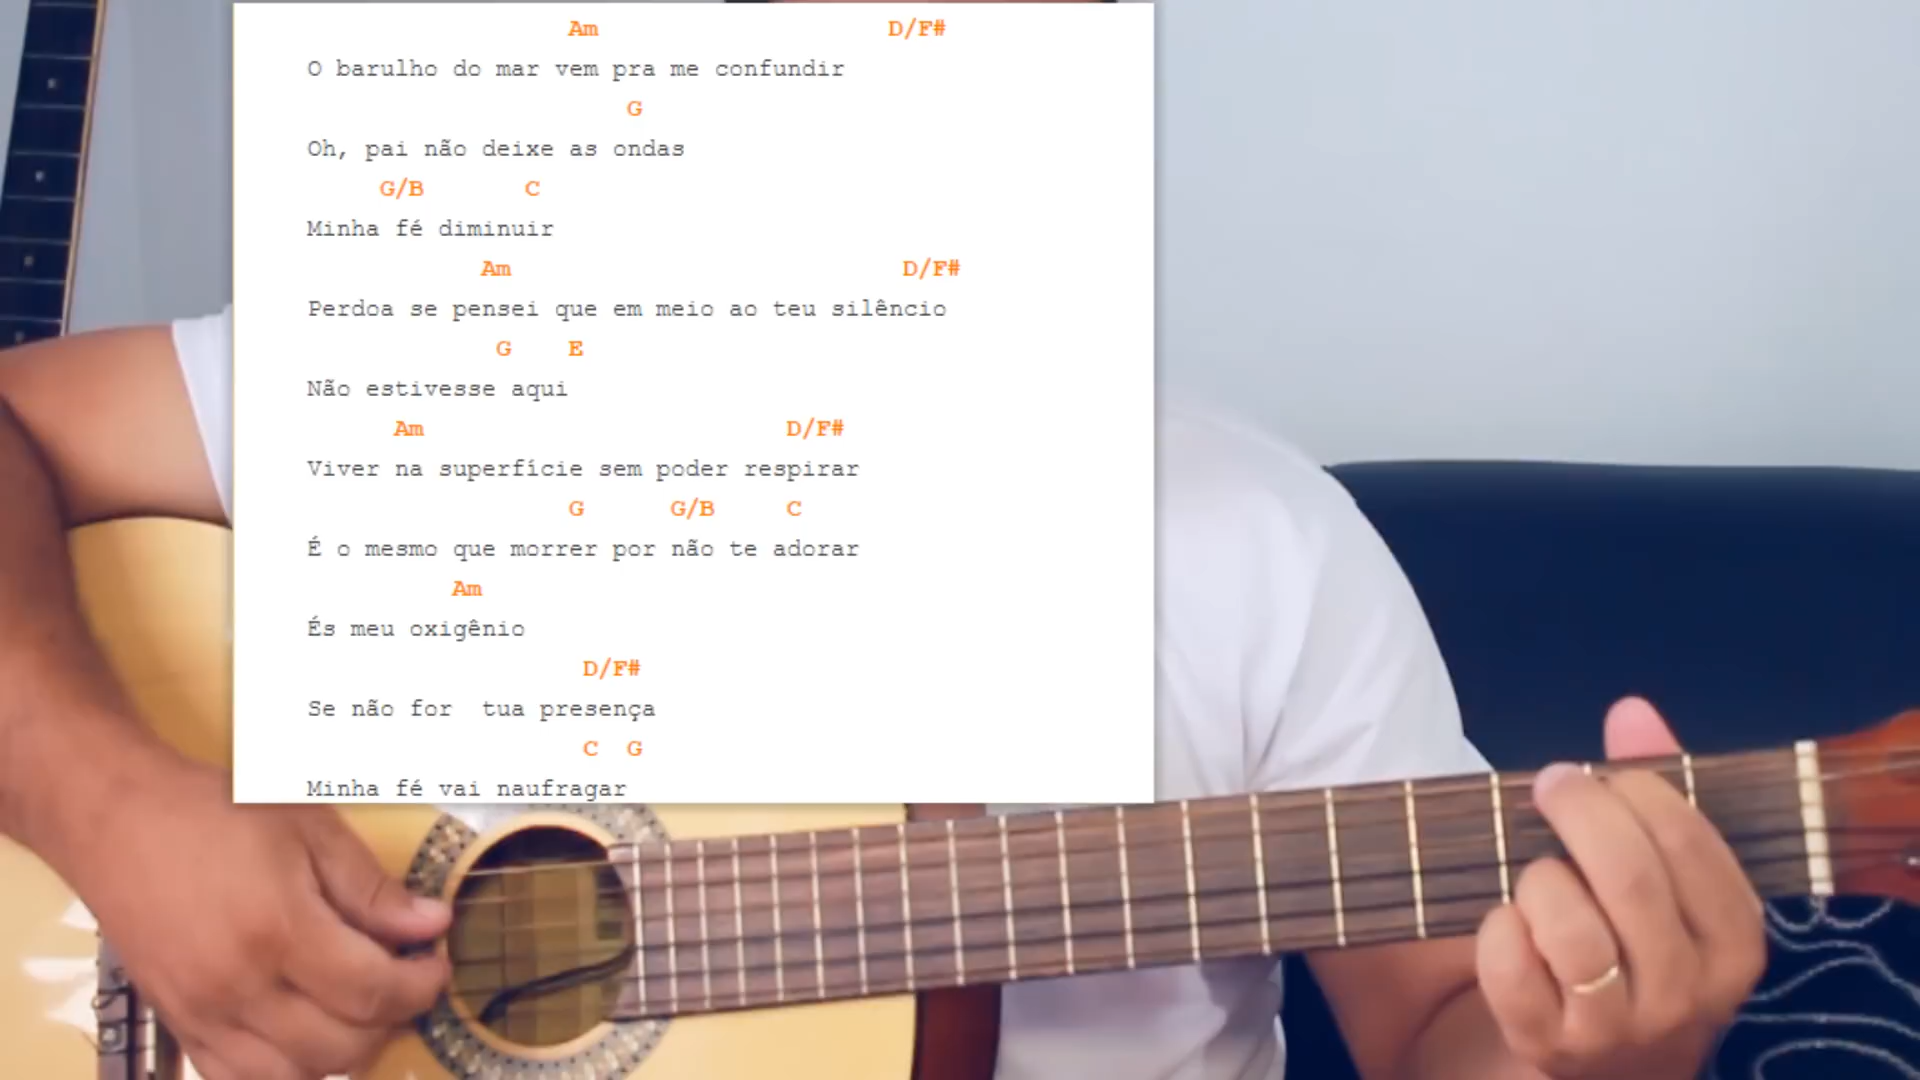 Am D/F#
O barulho do mar vem pra me confundir
G
Oh, pai não deixe as ondas
G/B C
Minha fé diminuir
Am D/F#
Perdoa se pensei que em meio ao teu silêncio
G E
Não estivesse aqui
Am D/F#
Viver na superfície sem poder respirar
G G/B C
É o mesmo que morrer por não te adorar
Am
És meu oxigênio
D/F#
Se não for tua presença
C G
Minha fé vai naufragar